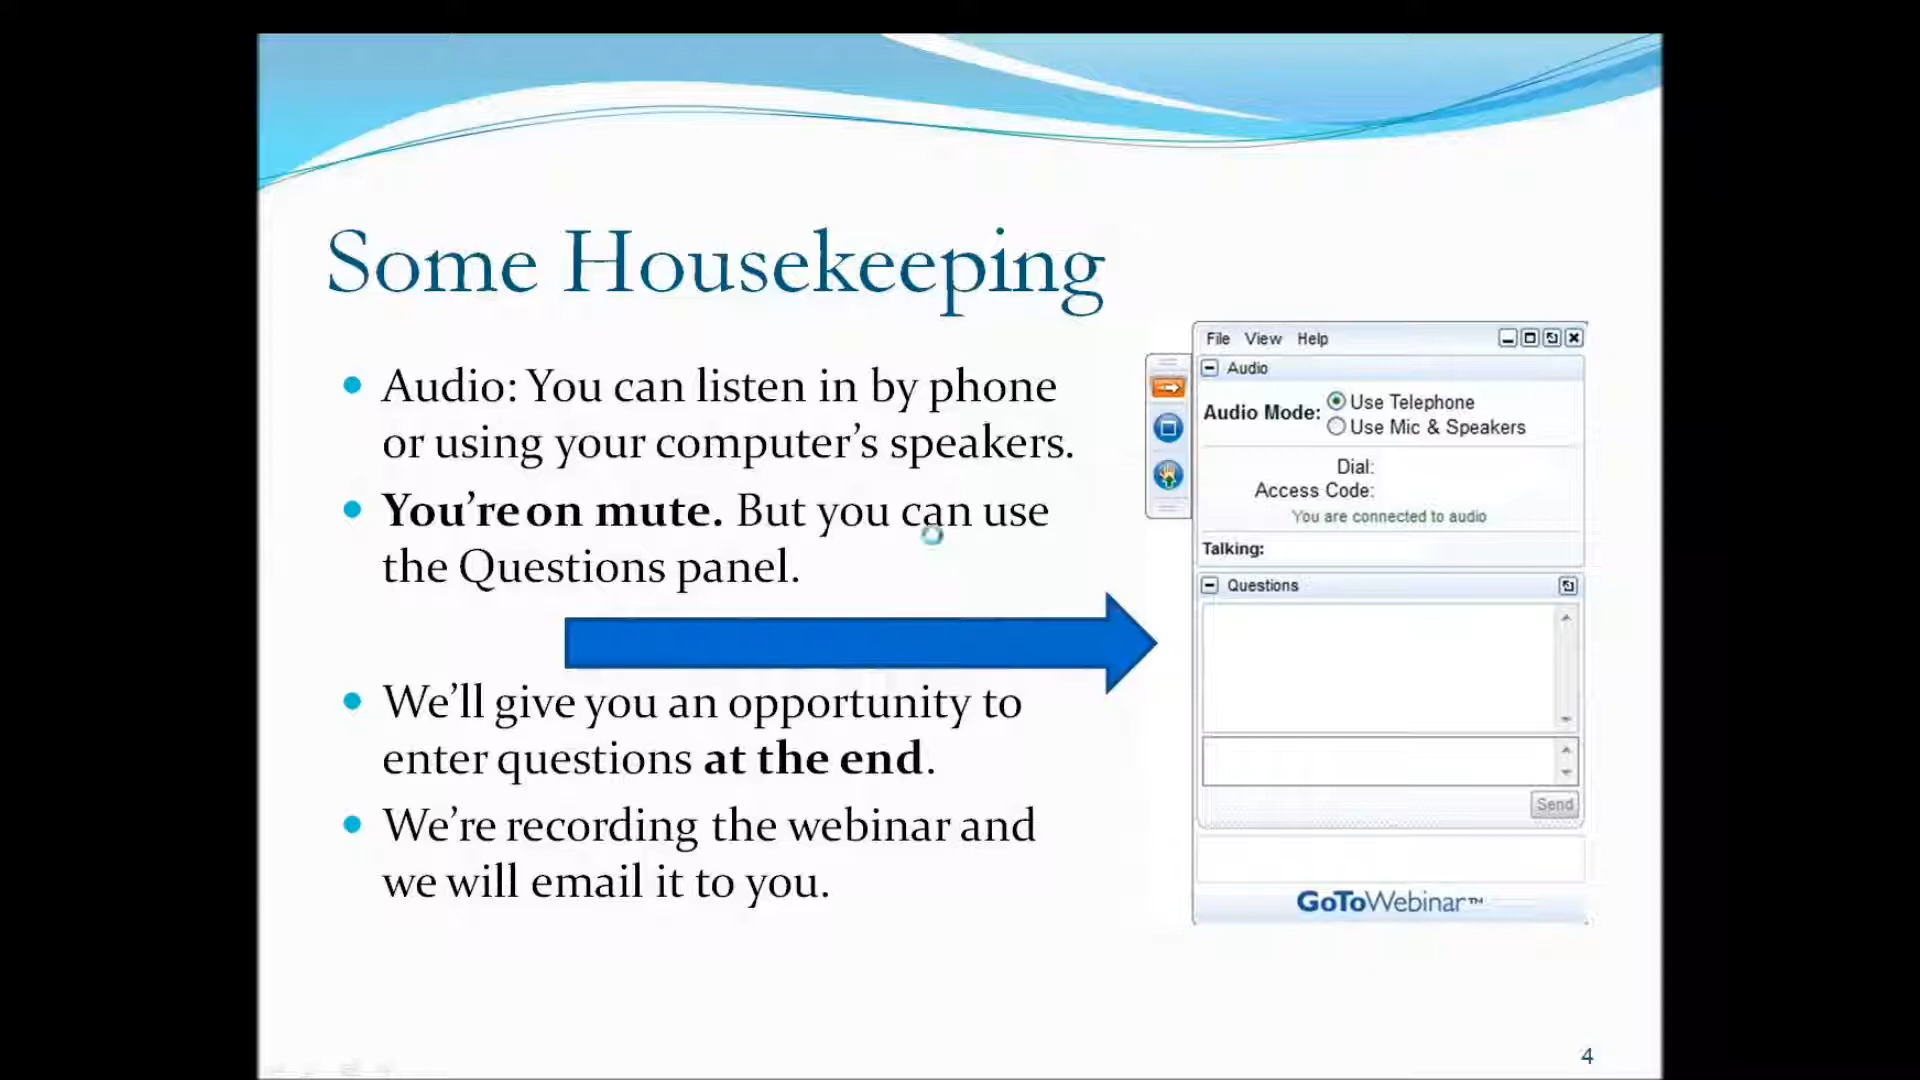 Some Housekeeping
Audio: You can listen in by phone
or using your computer's speakers.
You're on mute. But you can use
the Questions panel.
We'll give you an opportunity to
enter questions at the end.
We're recording the webinar and
we will email it to you.
File View Help
Audio
Audio Mode: Use Telephone
Use Mic & Speakers
Dial:
Access Code:
You are connected to audio
Talking:
Questions
Send
GoToWebinar™
4